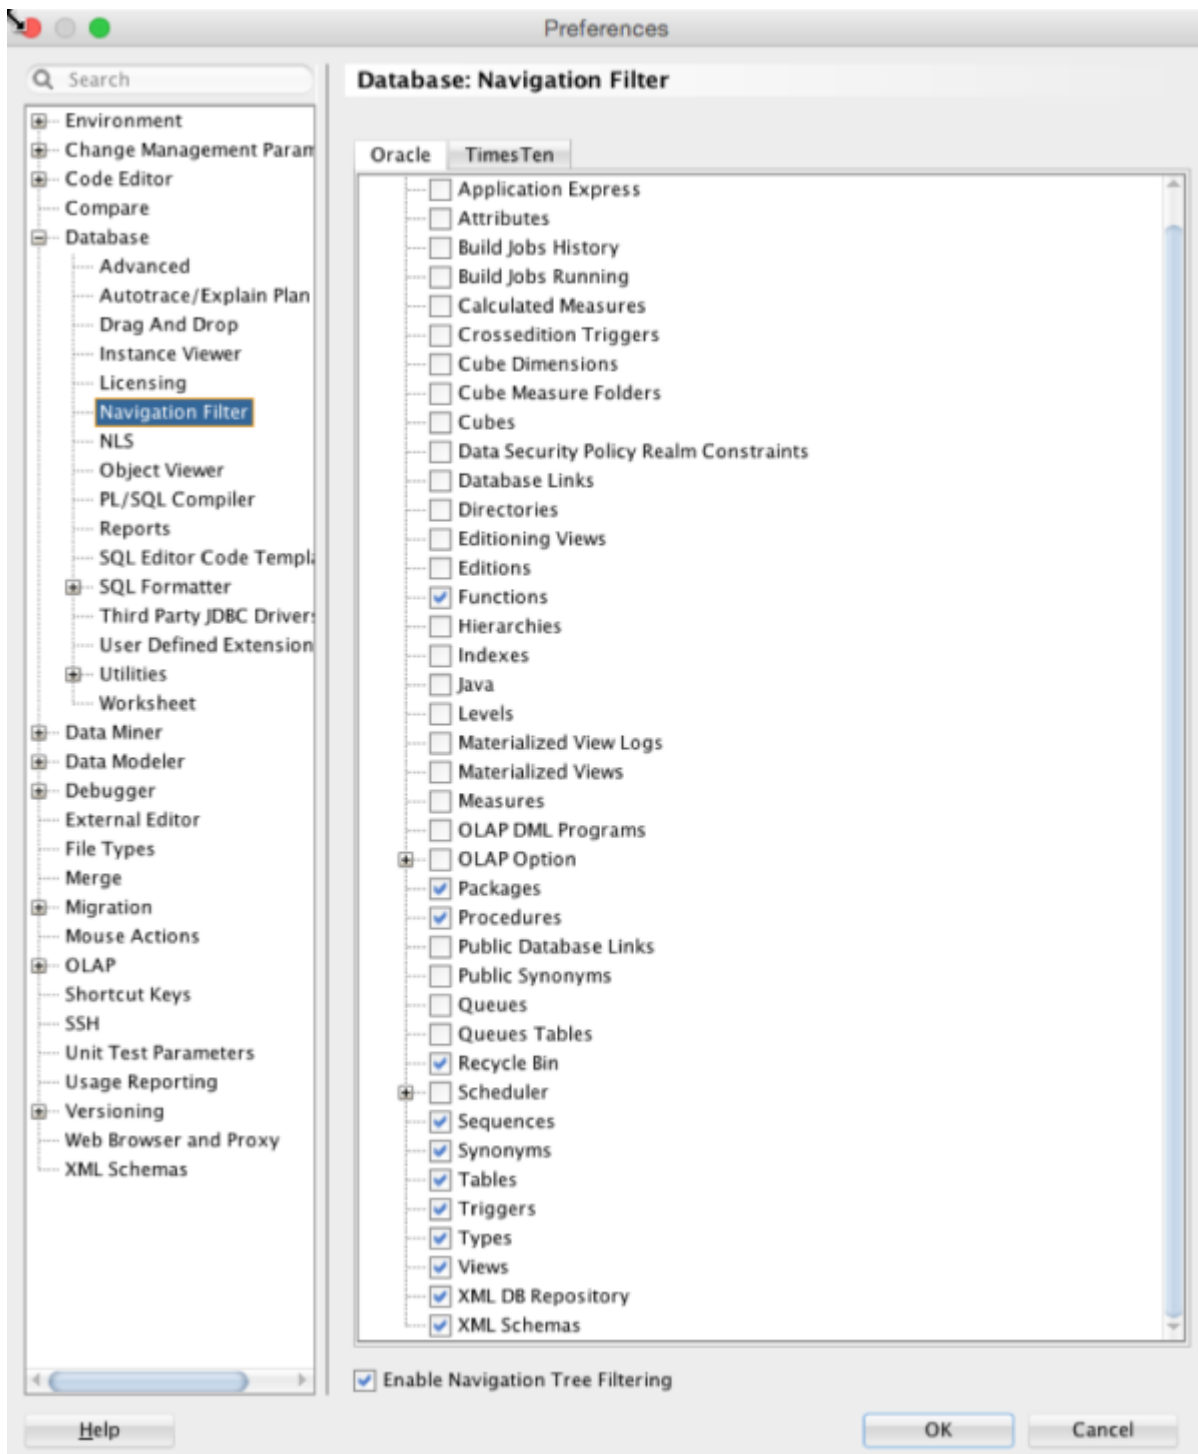 Preferences
Search
Environment
Change Management Param
Code Editor
Compare
Database
Advanced
Autotrace/Explain Plan
Drag And Drop
Instance Viewer
Licensing
Navigation Filter
NLS
Object Viewer
PL/SQL Compiler
Reports
SQL Editor Code Templa
SQL Formatter
Third Party JDBC Drivers
User Defined Extension
Utilities
Worksheet
Data Miner
Data Modeler
Debugger
External Editor
File Types
Merge
Migration
Mouse Actions
OLAP
Shortcut Keys
SSH
Unit Test Parameters
Usage Reporting
Versioning
Web Browser and Proxy
XML Schemas
Database: Navigation Filter
Oracle TimesTen
Application Express
Attributes
Build Jobs History
Build Jobs Running
Calculated Measures
Crossedition Triggers
Cube Dimensions
Cube Measure Folders
Cubes
Data Security Policy Realm Constraints
Database Links
Directories
Editioning Views
Editions
Functions
Hierarchies
Indexes
Java
Levels
Materialized View Logs
Materialized Views
Measures
OLAP DML Programs
OLAP Option
Packages
Procedures
Public Database Links
Public Synonyms
Queues
Queues Tables
Recycle Bin
Scheduler
Sequences
Synonyms
Tables
Triggers
Types
Views
XML DB Repository
XML Schemas
Enable Navigation Tree Filtering
Help OK Cancel